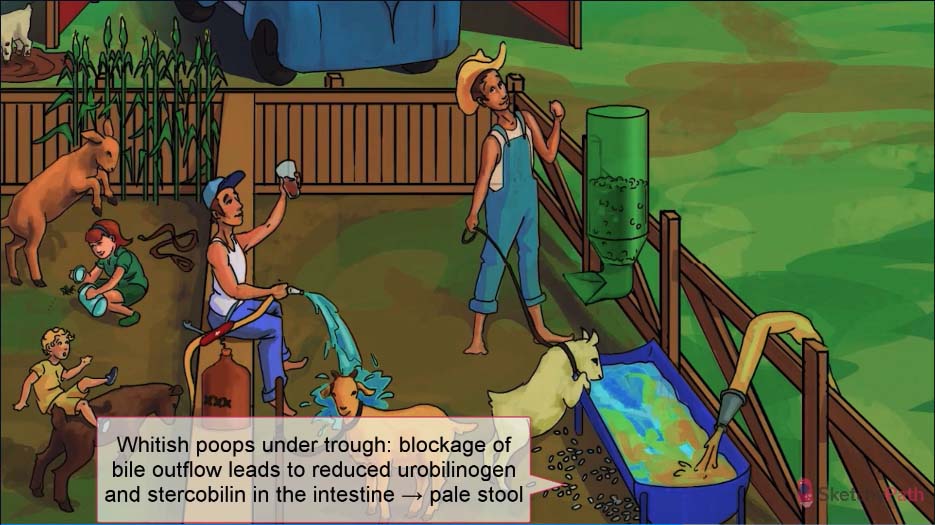 XXX
Whitish poops under trough: blockage of
bile outflow leads to reduced urobilinogen
and stercobilin in the intestine → pale stool
SketchyPath